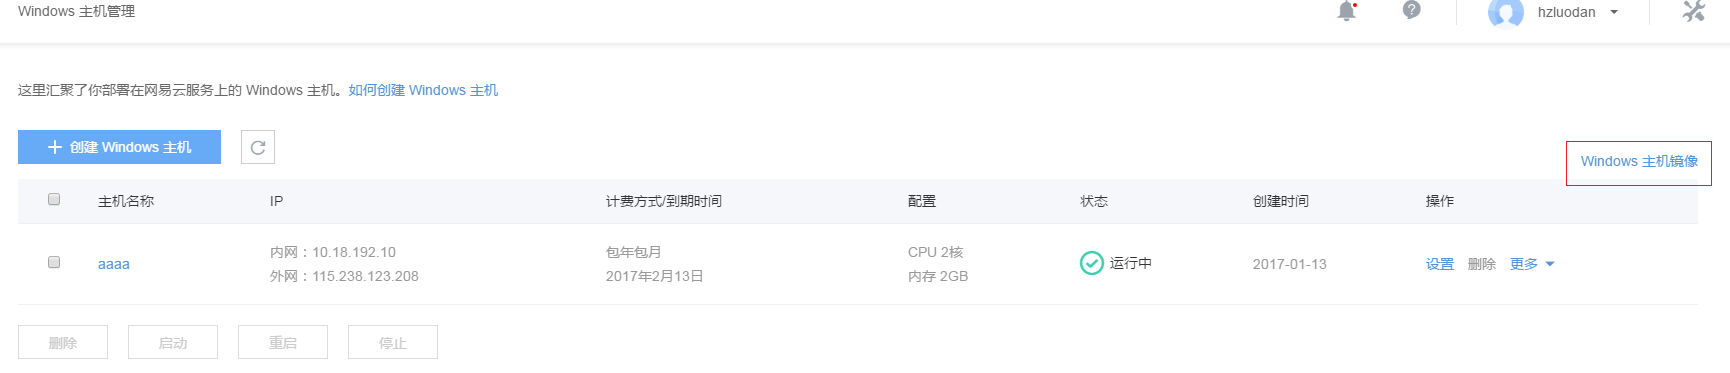 Windows 主机管理
hzluodan
这里汇聚了你部署在网易云服务上的 Windows 主机。如何创建 Windows 主机
创建 Windows 主机
Windows 主机镜像
主机名称 IP 计费方式/到期时间 配置 状态 创建时间 操作
aaaa 内网：10.18.192.10 外网：115.238.123.208 包年包月 2017年2月13日 CPU 2核 内存 2GB 运行中 2017-01-13 设置 删除 更多
删除 启动 重启 停止